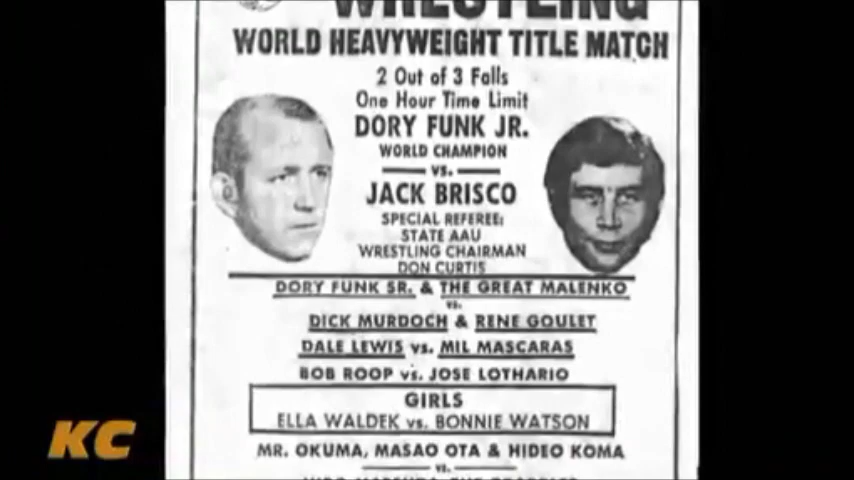 WRESTLING
WORLD HEAVYWEIGHT TITLE MATCH
2 Out of 3 Falls
One Hour Time Limit
DORY FUNK JR.
WORLD CHAMPION
VS.
JACK BRISCO
SPECIAL REFEREE:
STATE AAU
WRESTLING CHAIRMAN
DON CURTIS
DORY FUNK SR. & THE GREAT MALENKO
vs.
DICK MURDOCH & RENE GOULET
DALE LEWIS vs. MIL MASCARAS
BOB ROOP vs. JOSE LOTHARIO
GIRLS
ELLA WALDEK vs. BONNIE WATSON
MR. OKUMA, MASAO OTA & HIDEO KOMA
vs.
KC